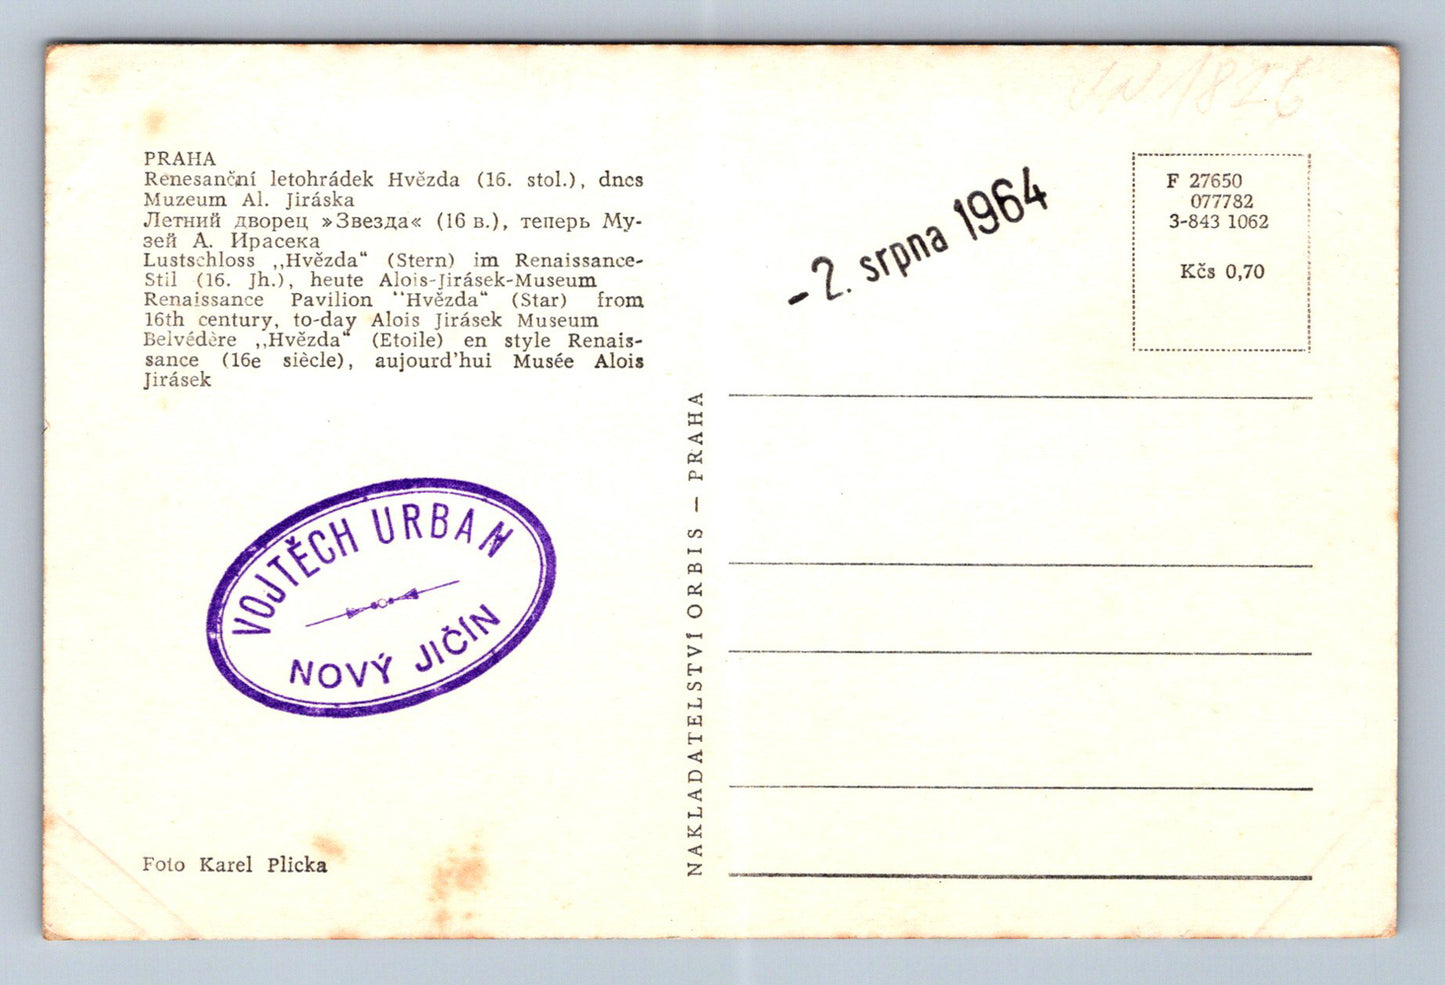 PRAHA
Renesanční letohrádek Hvězda (16. stol.), dnes
Muzeum Al. Jiráska
Летний дворец »Звезда« (16 в.), теперь Му-
зей А. Ирасека
Lustschloss ,,Hvězda“ (Stern) im Renaissance-
Stil (16. Jh.), heute Alois-Jirásek-Museum
Renaissance Pavilion “Hvězda“ (Star) from
16th century, to-day Alois Jirásek Museum
Belvédère ,,Hvězda“ (Etoile) en style Renais-
sance (16e siècle), aujourd'hui Musée Alois
Jirásek
VOJTĚCH URBAN
NOVÝ JIČÍN
Foto Karel Plicka
NAKLADATELSTVÍ ORBIS — PRAHA
- 2. srpna 1964
1826
F 27650
077782
3-843 1062
Kčs 0,70